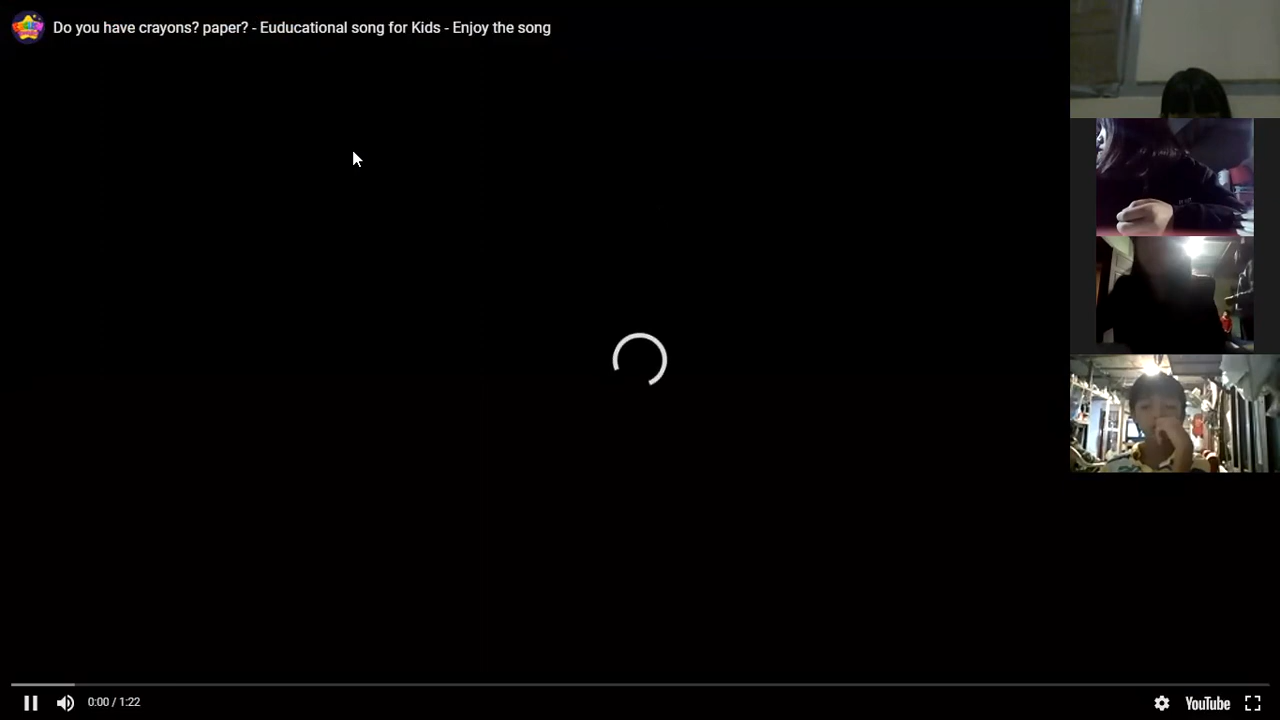 Do you have crayons? paper? - Euducational song for Kids - Enjoy the song
0:00 / 1:22
YouTube